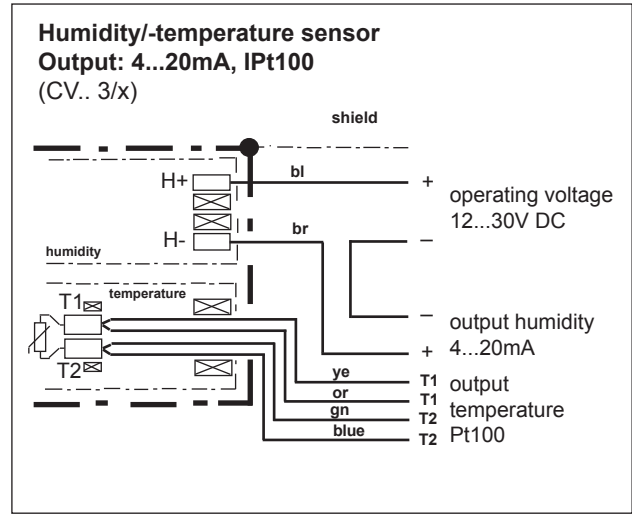 Humidity/-temperature sensor
Output: 4...20mA, lPt100
(CV.. 3/x)
shield
H+
bl
+
operating voltage
12...30V DC
H-
br
–
humidity
temperature
T1
–
output humidity
+
4...20mA
T2
ye
T1
output
or
T1
temperature
gn
T2
Pt100
blue
T2